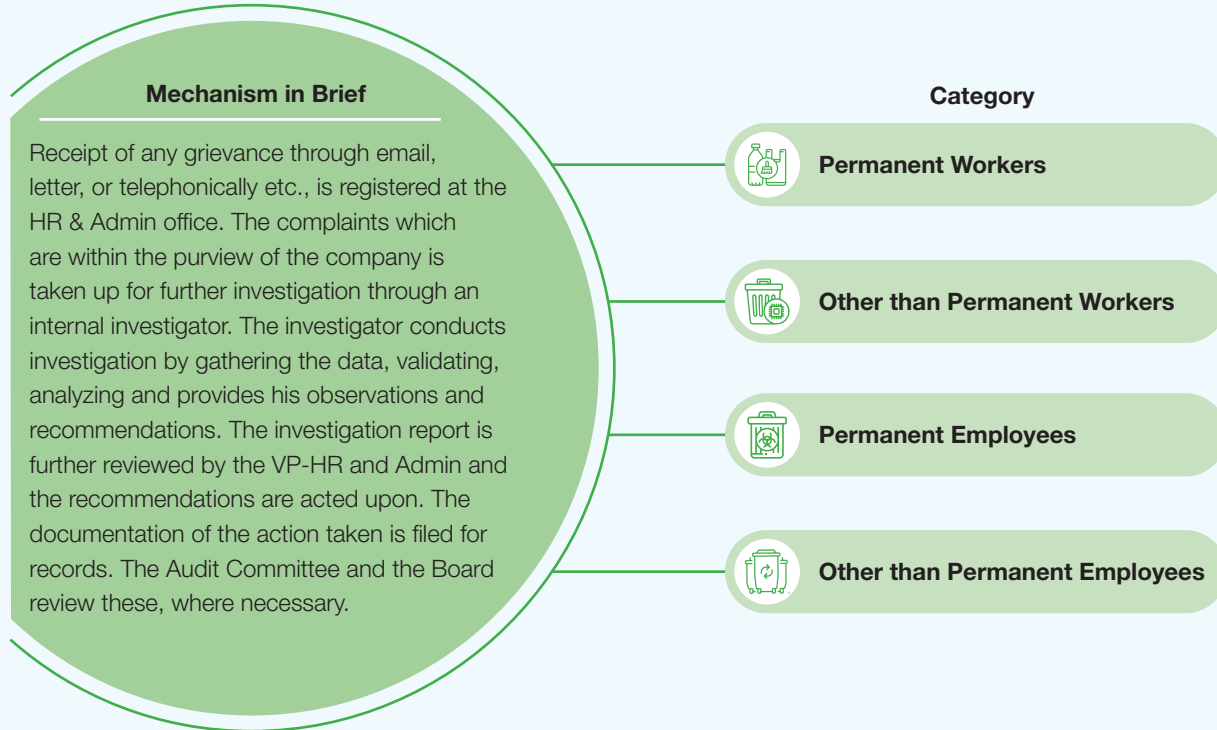 Mechanism in Brief
Receipt of any grievance through email,
letter, or telephonically etc., is registered at the
HR & Admin office. The complaints which
are within the purview of the company is
taken up for further investigation through an
internal investigator. The investigator conducts
investigation by gathering the data, validating,
analyzing and provides his observations and
recommendations. The investigation report is
further reviewed by the VP-HR and Admin and
the recommendations are acted upon. The
documentation of the action taken is filed for
records. The Audit Committee and the Board
review these, where necessary.
Category
Permanent Workers
Other than Permanent Workers
Permanent Employees
Other than Permanent Employees